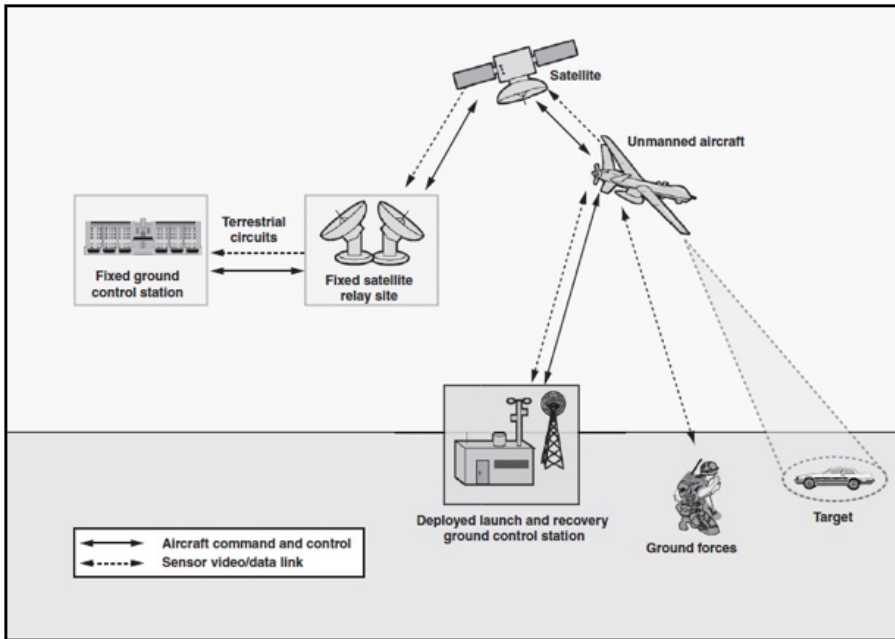 Satellite
Unmanned aircraft
Terrestrial
circuits
Fixed ground
control station
Fixed satellite
relay site
Deployed launch and recovery
ground control station
Ground forces
Target
Aircraft command and control
Sensor video/data link